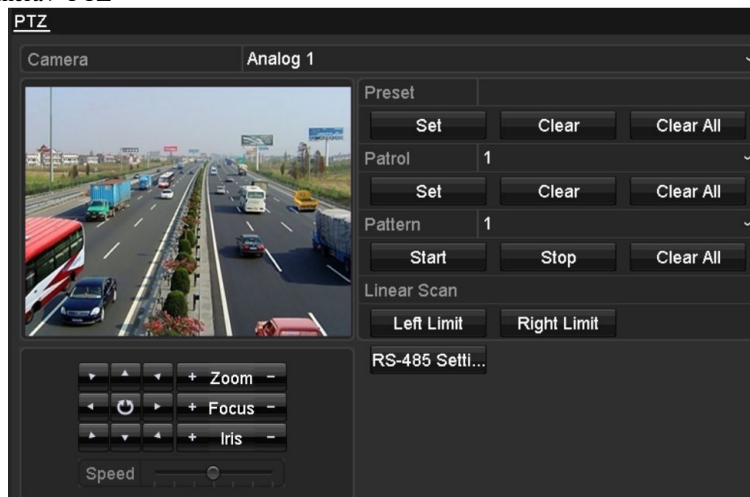 PTZ
Camera Analog 1
Preset
Set Clear Clear All
Patrol 1
Set Clear Clear All
Pattern 1
Start Stop Clear All
Linear Scan
Left Limit Right Limit
RS-485 Setti...
+ Zoom -
+ Focus -
+ Iris -
Speed